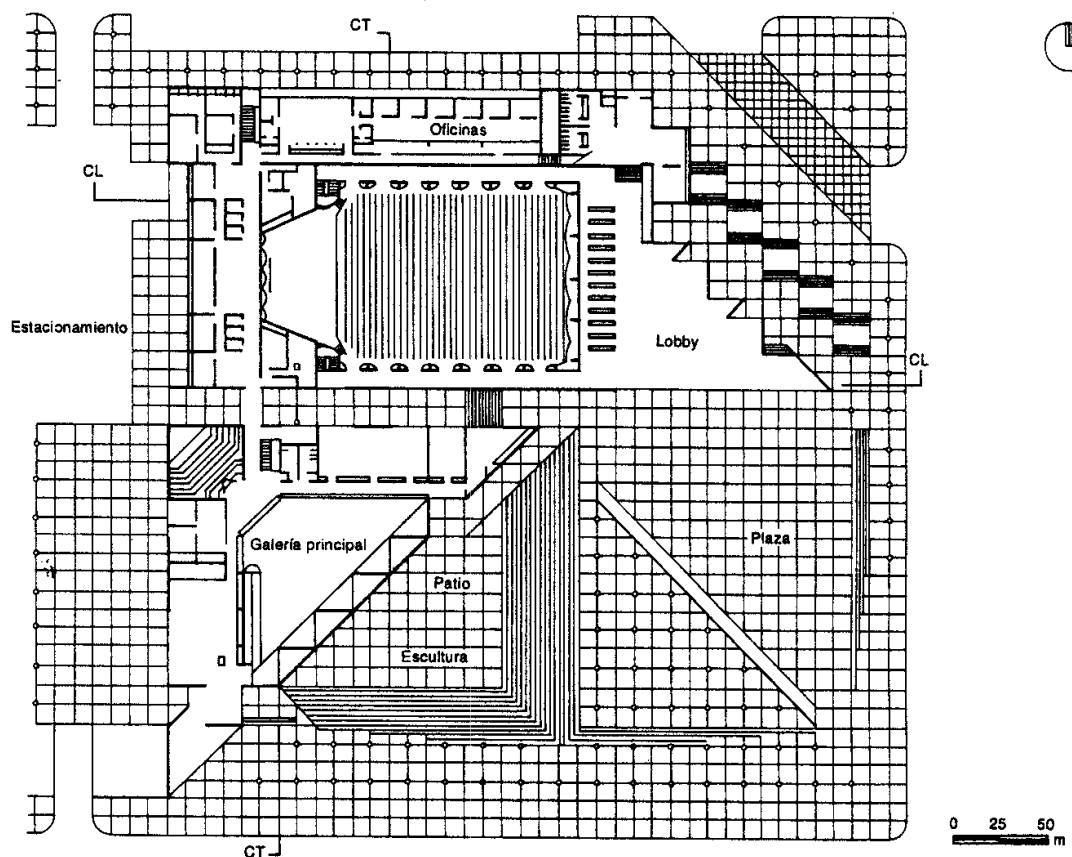 CT
Oficinas
CL
Estacionamiento
Lobby
CL
Galería principal
Plaza
Patio
Escultura
0 25 50
m
CT